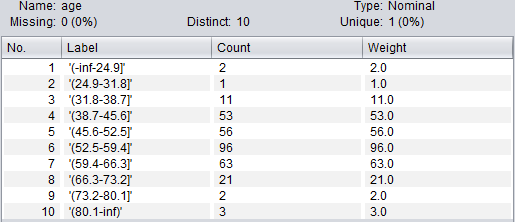 Name: age Type: Nominal
Missing: 0 (0%) Distinct: 10 Unique: 1 (0%)
No. Label Count Weight
1 '(-inf-24.9]' 2 2.0
2 '(24.9-31.8]' 1 1.0
3 '(31.8-38.7]' 11 11.0
4 '(38.7-45.6]' 53 53.0
5 '(45.6-52.5]' 56 56.0
6 '(52.5-59.4]' 96 96.0
7 '(59.4-66.3]' 63 63.0
8 '(66.3-73.2]' 21 21.0
9 '(73.2-80.1]' 2 2.0
10 '(80.1-inf)' 3 3.0